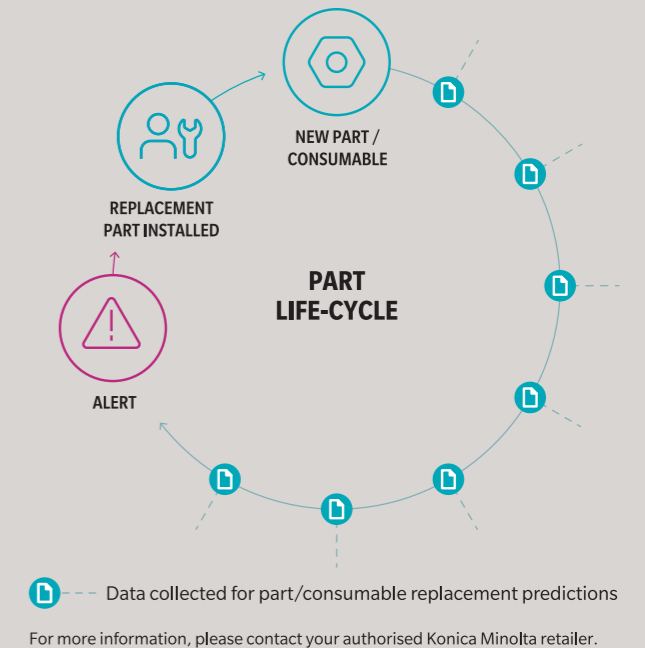 NEW PART /
CONSUMABLE
REPLACEMENT
PART INSTALLED
PART
LIFE-CYCLE
ALERT
Data collected for part/consumable replacement predictions
For more information, please contact your authorised Konica Minolta retailer.